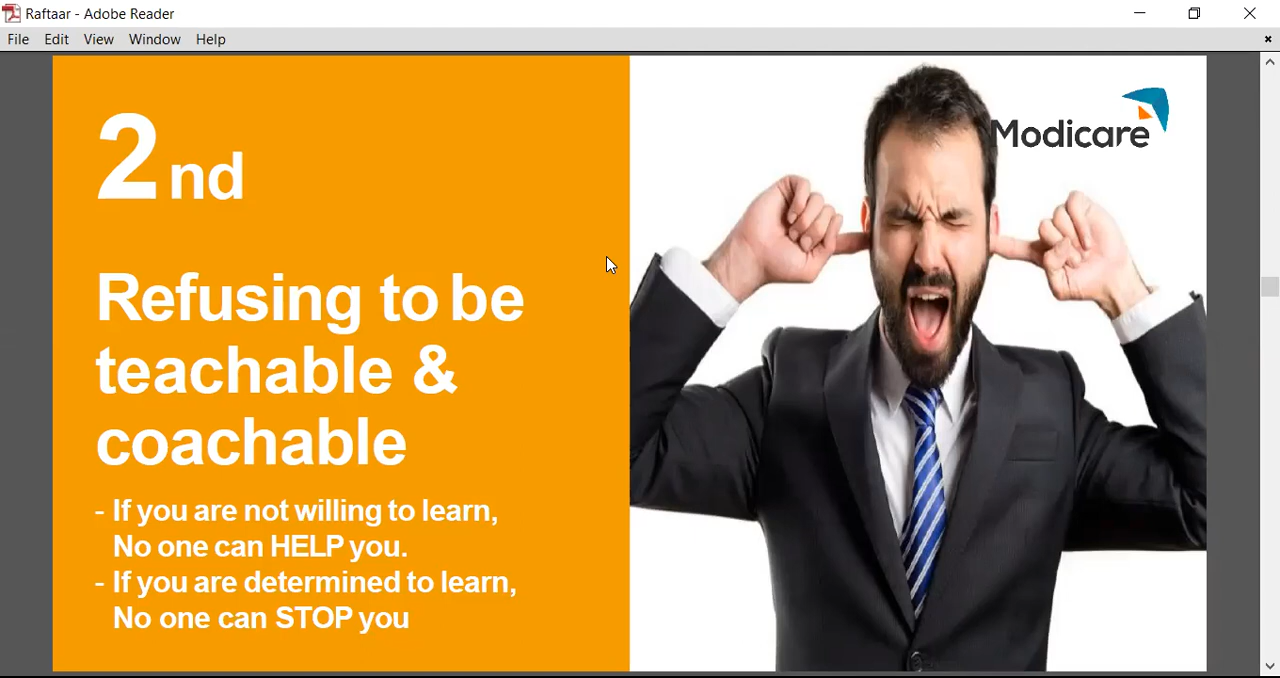 Raftaar - Adobe Reader
File Edit View Window Help
Modicare
2nd
Refusing to be
teachable &
coachable
- If you are not willing to learn,
No one can HELP you.
- If you are determined to learn,
No one can STOP you